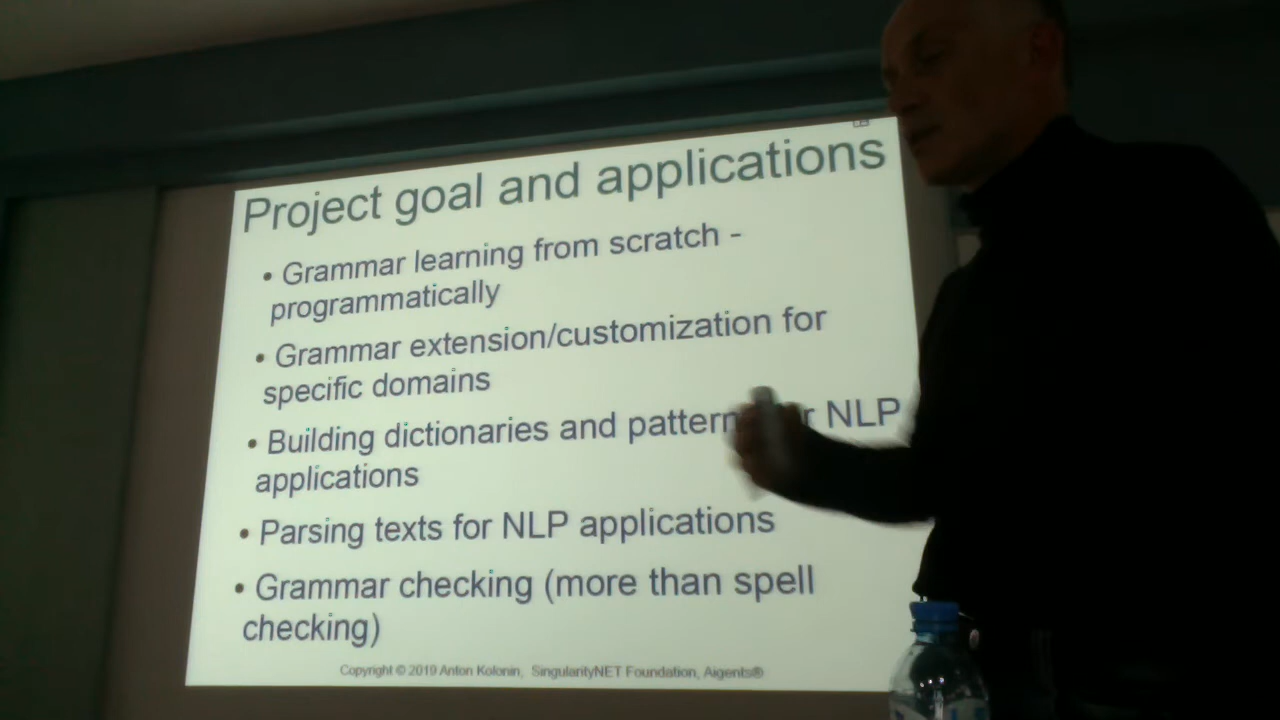 Project goal and applications
• Grammar learning from scratch -
programmatically
• Grammar extension/customization for
specific domains
• Building dictionaries and pattern r NLP
applications
• Parsing texts for NLP applications
• Grammar checking (more than spell
checking)
Copyright © 2019 Anton Kolonin, SingularityNET Foundation, Aigents®